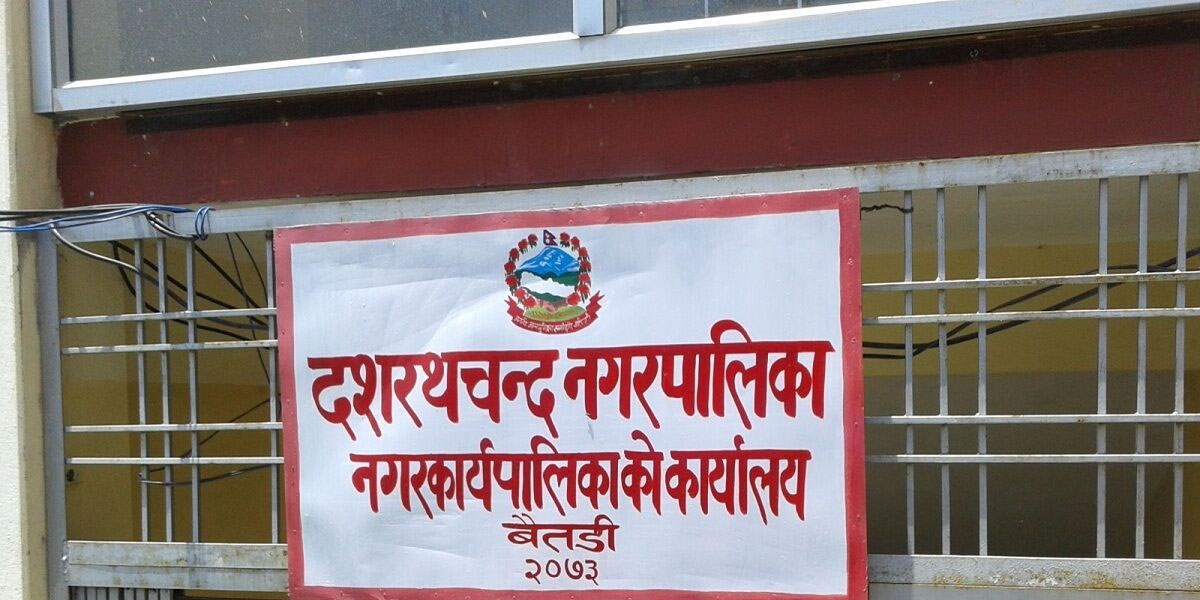 दशरथचन्द नगरपालिका
नगरकार्यपालिकाको कार्यालय
बैतडी
२०७३